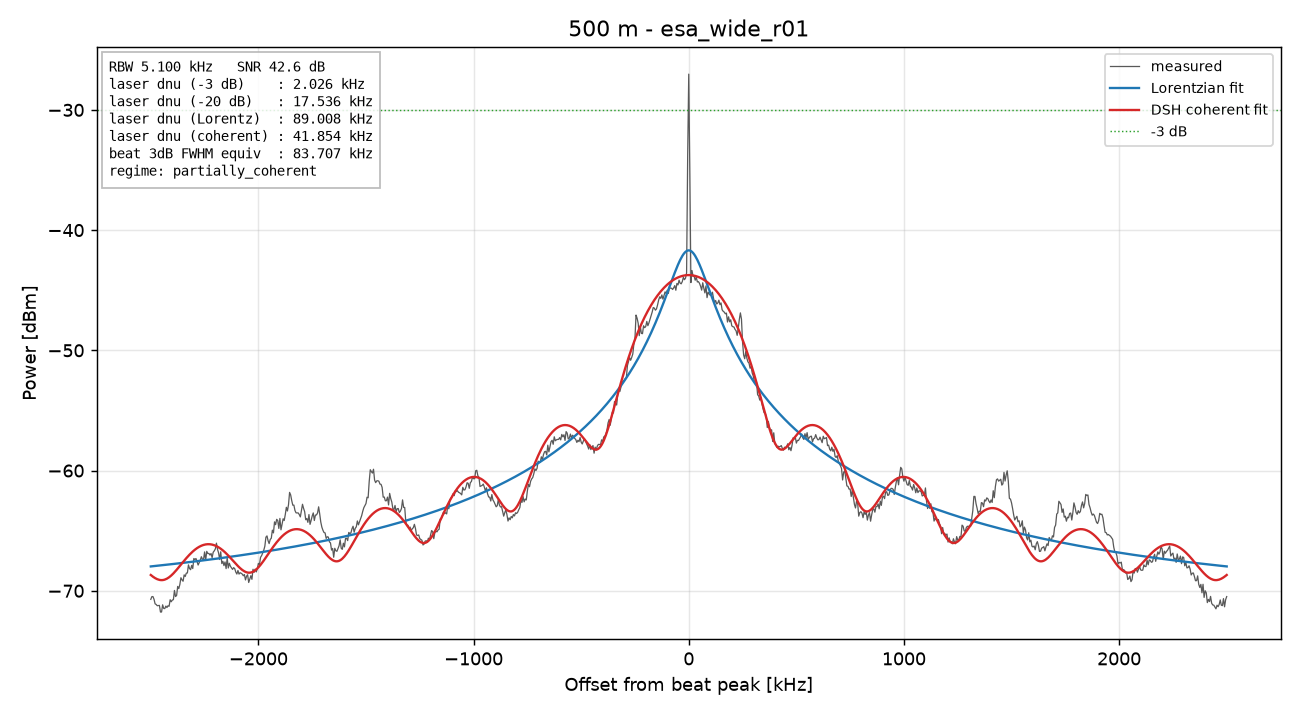 500 m - esa_wide_r01
RBW 5.100 kHz   SNR 42.6 dB
laser dnu (-3 dB)    : 2.026 kHz
laser dnu (-20 dB)   : 17.536 kHz
laser dnu (Lorentz)  : 89.008 kHz
laser dnu (coherent) : 41.854 kHz
beat 3dB FWHM equiv  : 83.707 kHz
regime: partially_coherent
measured
Lorentzian fit
DSH coherent fit
-3 dB
Power [dBm]
−30
−40
−50
−60
−70
−2000
−1000
0
1000
2000
Offset from beat peak [kHz]